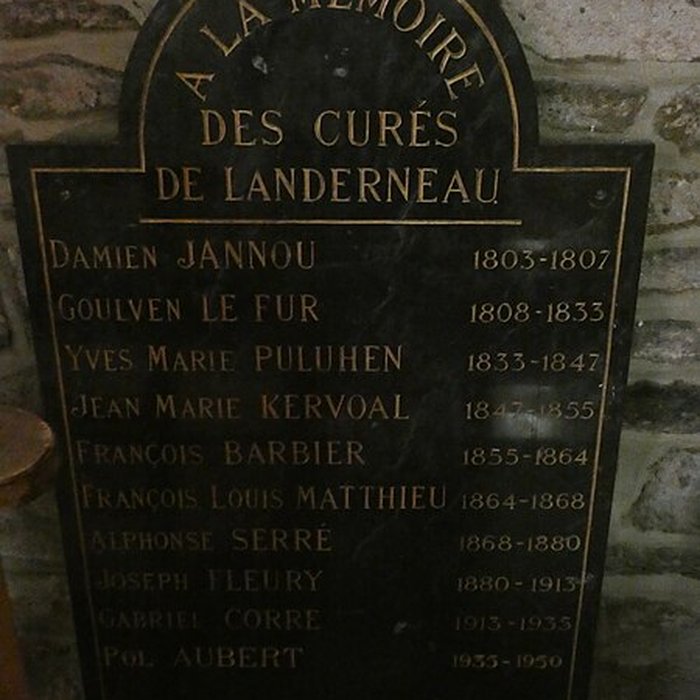 A LA MÉMOIRE
DES CURÉS
DE LANDERNEAU
DAMIEN JANNOU 1803-1807
GOULVEN LE FUR 1808-1833
YVES MARIE PULUHEN 1833-1847
JEAN MARIE KERVOAL 1847-1855
FRANÇOIS BARBIER 1855-1864
FRANÇOIS LOUIS MATTHIEU 1864-1868
ALPHONSE SERRÉ 1868-1880
JOSEPH FLEURY 1880-1913
GABRIEL CORRE 1913-1935
POL AUBERT 1935-1950